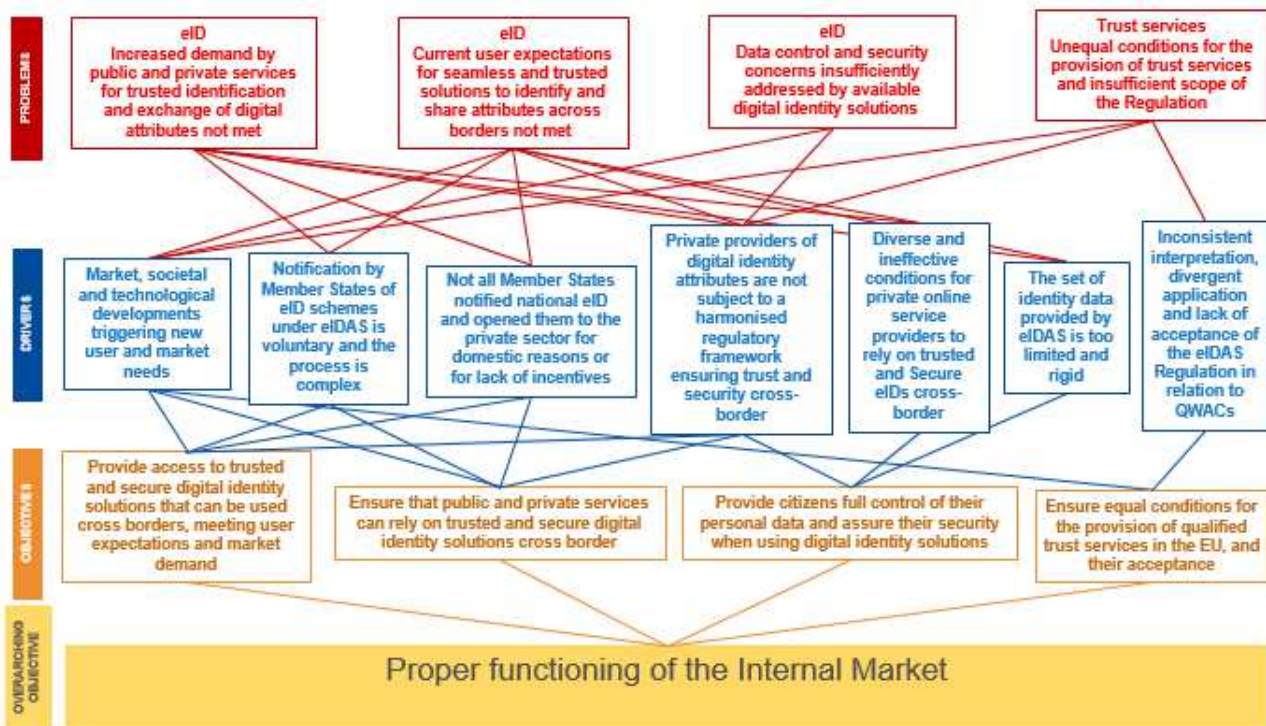 PROBLEMS
eID
Increased demand by
public and private services
for trusted identification
and exchange of digital
attributes not met
eID
Current user expectations
for seamless and trusted
solutions to identify and
share attributes across
borders not met
eID
Data control and security
concerns insufficiently
addressed by available
digital identity solutions
Trust services
Unequal conditions for the
provision of trust services
and insufficient scope of
the Regulation
DRIVERS
Market, societal
and technological
developments
triggering new
user and market
needs
Notification by
Member States of
eID schemes
under eIDAS is
voluntary and the
process is
complex
Not all Member States
notified national eID
and opened them to the
private sector for
domestic reasons or
for lack of incentives
Private providers of
digital identity
attributes are not
subject to a
harmonised
regulatory
framework
ensuring trust and
security cross-
border
Diverse and
ineffective
conditions for
private online
service
providers to
rely on trusted
and Secure
eIDs cross-
border
The set of
identity data
provided by
eIDAS is too
limited and
rigid
Inconsistent
interpretation,
divergent
application
and lack of
acceptance of
the eIDAS
Regulation in
relation to
QWACs
OBJECTIVES
Provide access to trusted
and secure digital identity
solutions that can be used
cross borders, meeting user
expectations and market
demand
Ensure that public and private services
can rely on trusted and secure digital
identity solutions cross border
Provide citizens full control of their
personal data and assure their security
when using digital identity solutions
Ensure equal conditions for
the provision of qualified
trust services in the EU, and
their acceptance
OVERARCHING
OBJECTIVE
Proper functioning of the Internal Market